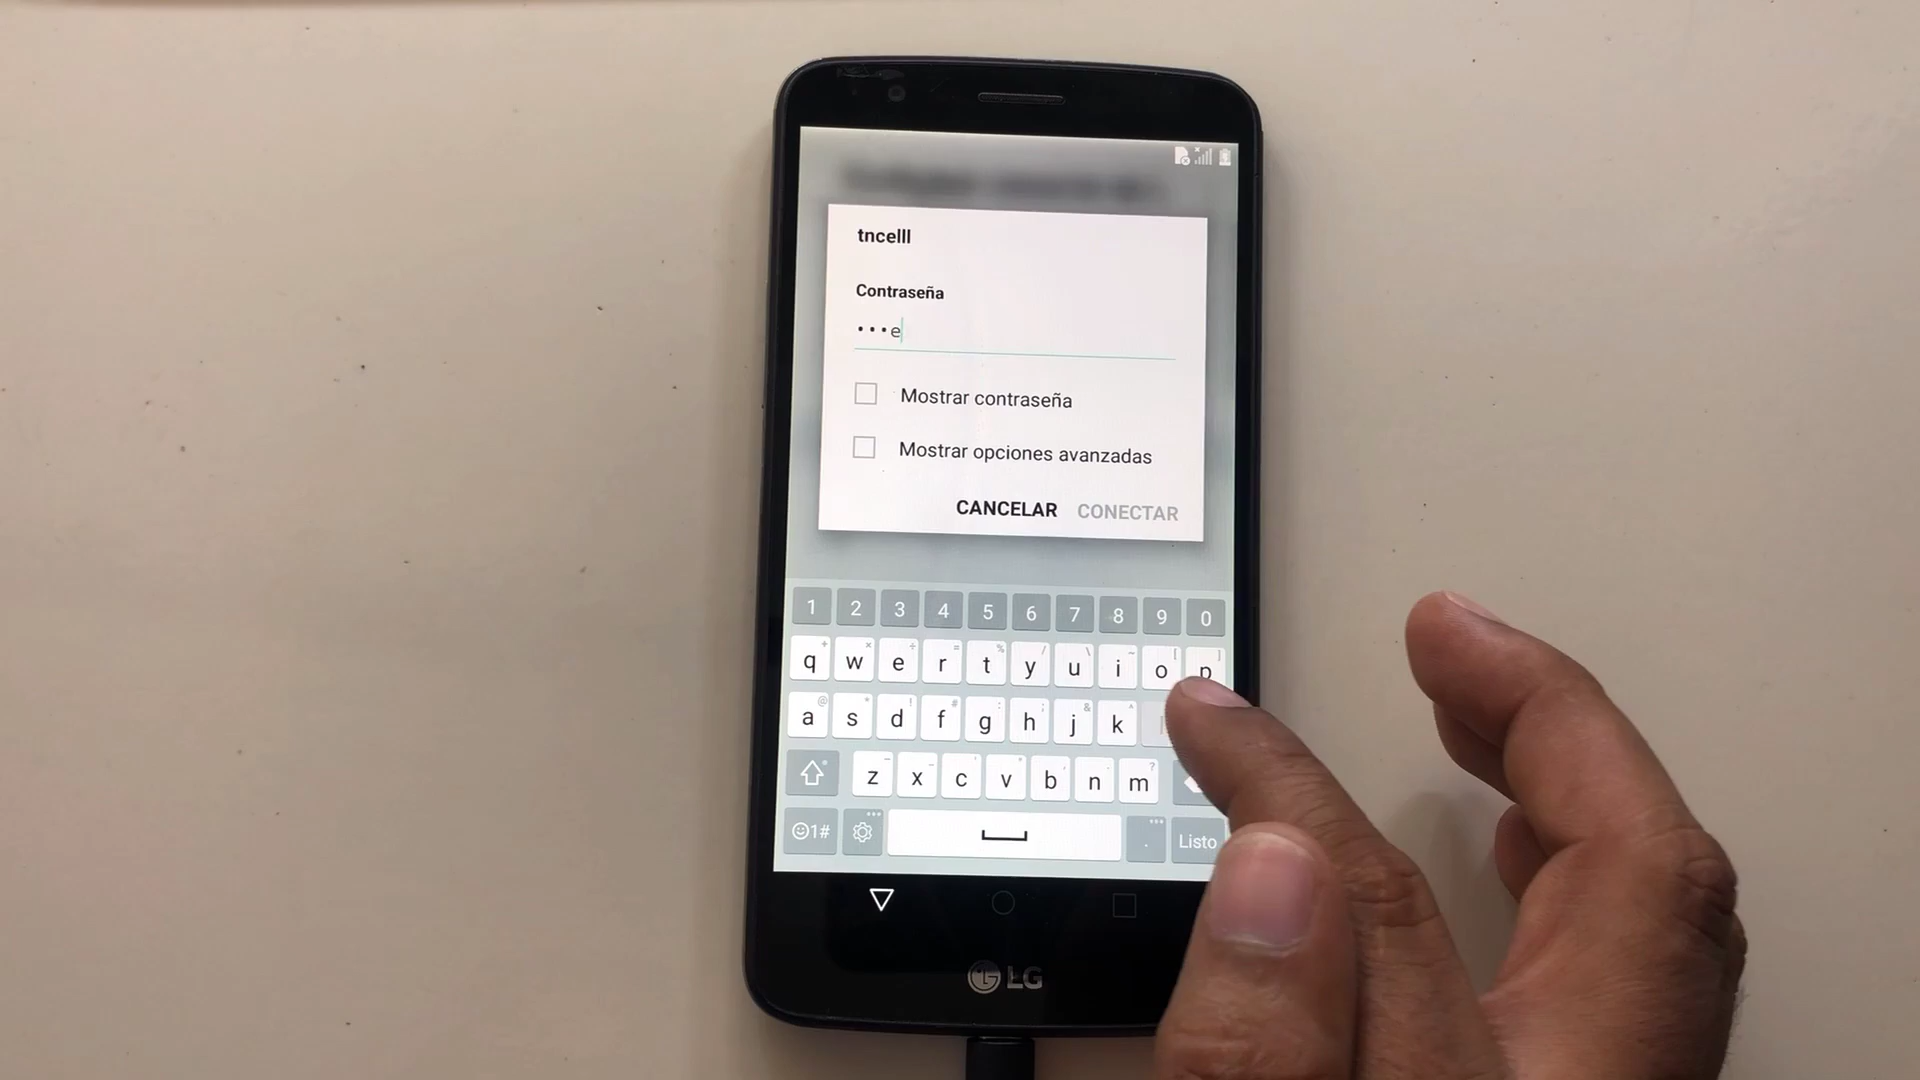 tncelll
Contraseña
•••e
Mostrar contraseña
Mostrar opciones avanzadas
CANCELAR CONECTAR
1 2 3 4 5 6 7 8 9 0
q w e r t y u i o p
a s d f g h j k
z x c v b n m
1# . Listo
LG